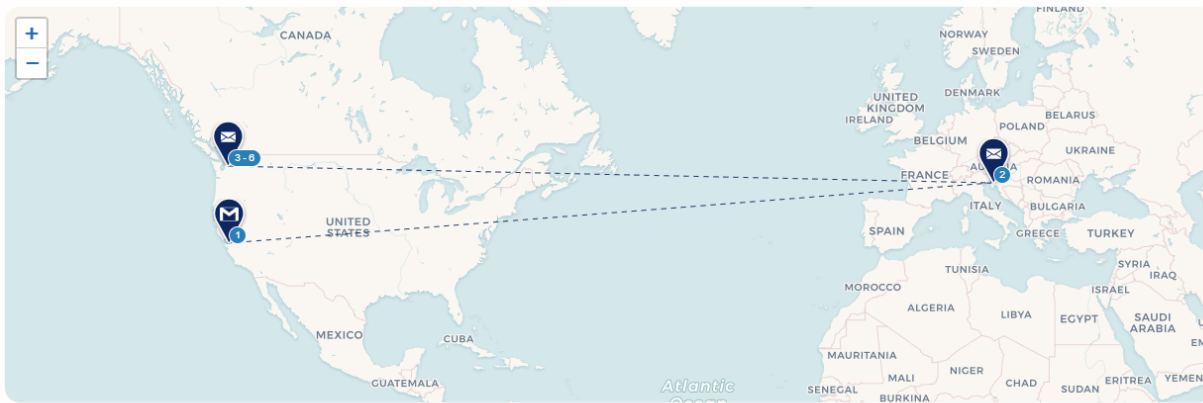 +
−
CANADA
FINLAND
NORWAY
SWEDEN
UNITED
KINGDOM
DENMARK
IRELAND
BELARUS
POLAND
BELGIUM
UKRAINE
3-6
FRANCE
2
ROMANIA
M
1
UNITED
STATES
ITALY
BULGARIA
SPAIN
GREECE
TURKEY
TUNISIA
SYRIA
IRAQ
MOROCCO
ISRAEL
ALGERIA
LIBYA
EGYPT
SAUDI
ARABIA
MEXICO
CUBA
MAURITANIA
GUATEMALA
Atlantic
Ocean
SENEGAL
MALI
NIGER
CHAD
SUDAN
ERITREA
YEMEN
BURKINA